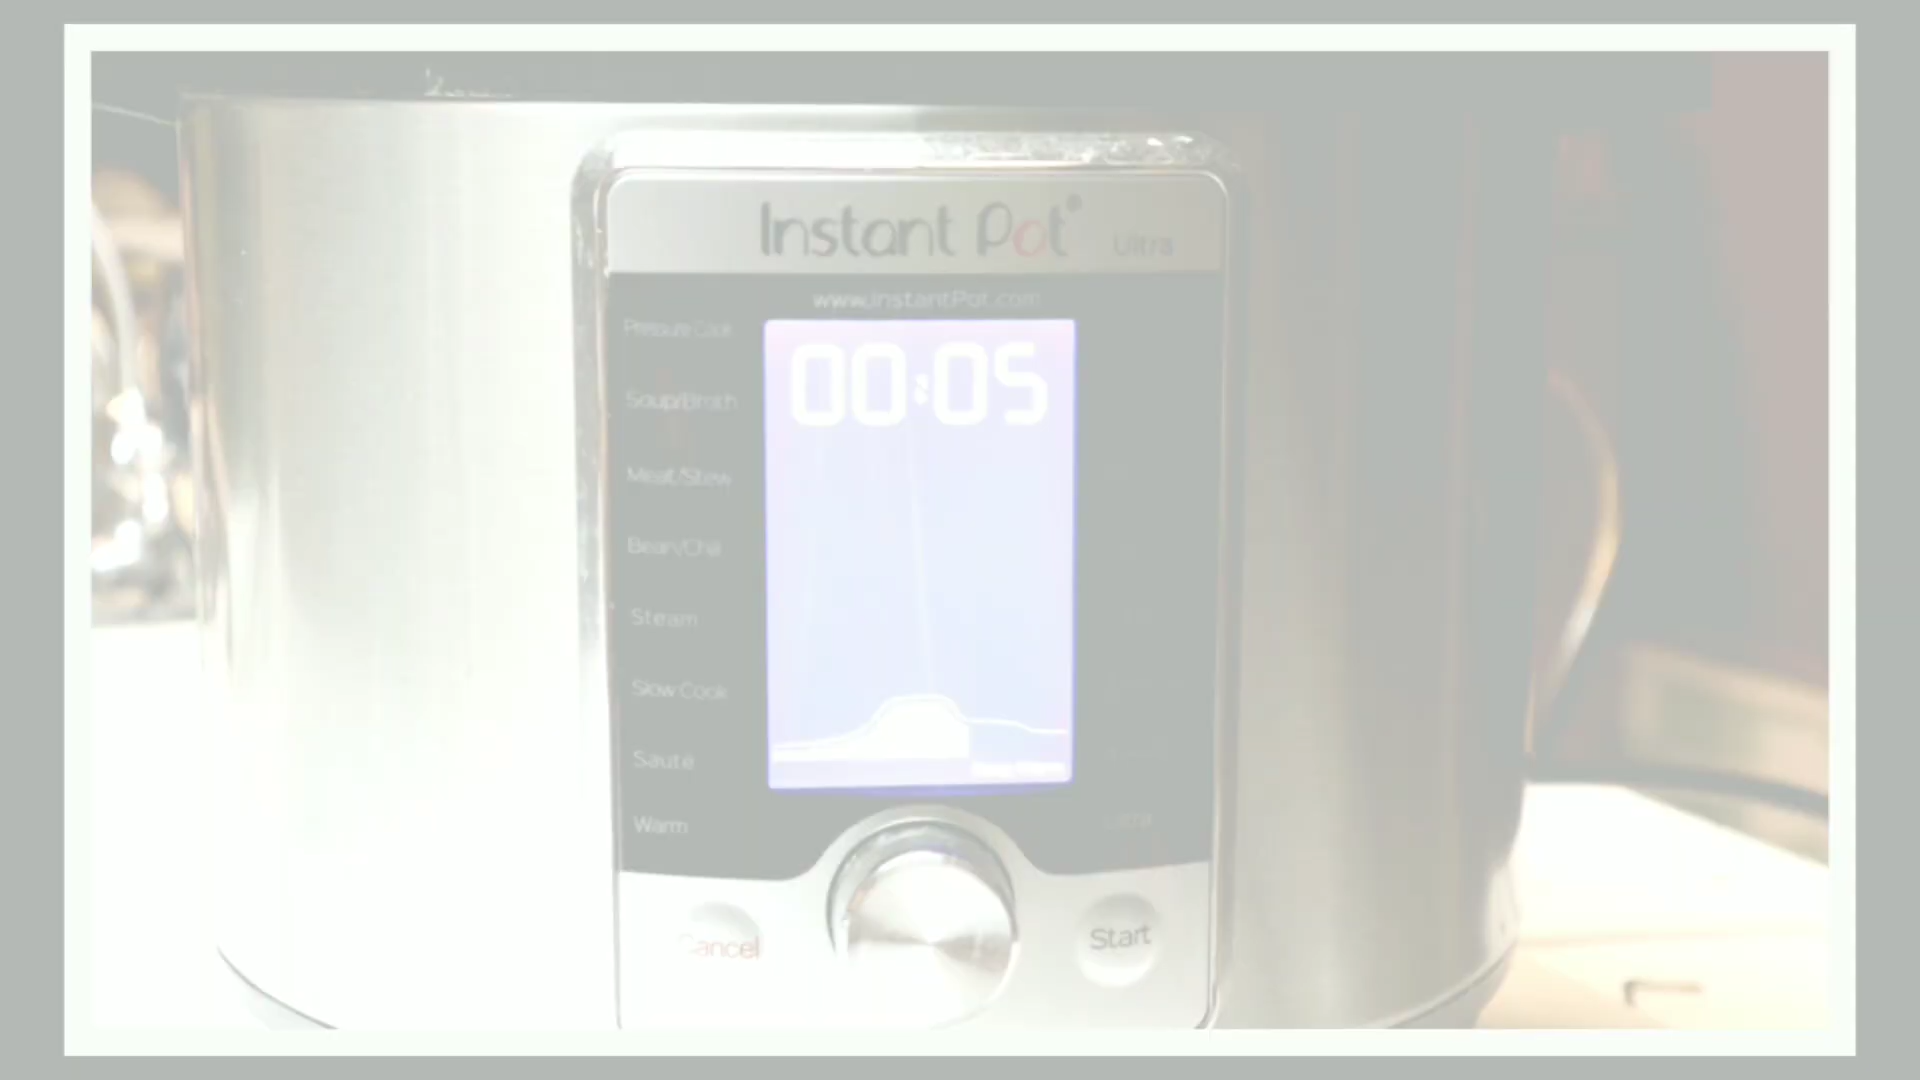 Instant Pot® Ultra
www.InstantPot.com
00:05
Pressure Cook
Soup/Broth
Meat/Stew
Bean/Chili
Steam
Slow Cook
Sauté
Warm
Cancel
Start